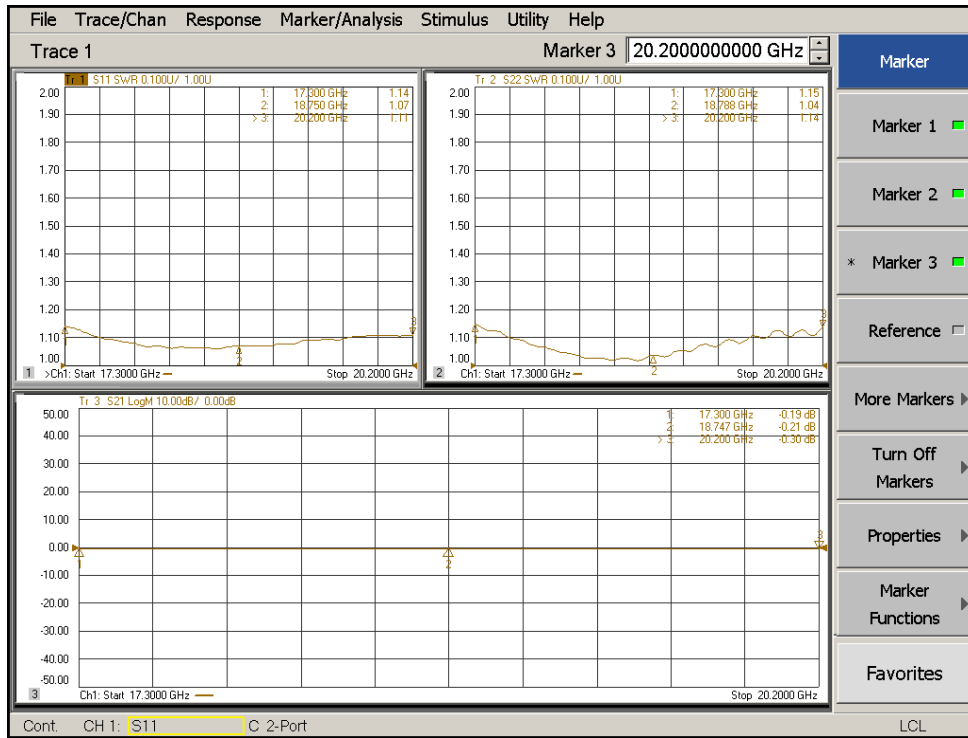 File Trace/Chan Response Marker/Analysis Stimulus Utility Help
Trace 1
Marker 3 20.2000000000 GHz
Tr 1 S11 SWR 0.100U/ 1.00U
1: 17.300 GHz 1.14
2: 18.750 GHz 1.07
> 3: 20.200 GHz 1.11
2.00
1.90
1.80
1.70
1.60
1.50
1.40
1.30
1.20
1.10
1.00
1
2
3
1 >Ch1: Start 17.3000 GHz Stop 20.2000 GHz
Tr 2 S22 SWR 0.100U/ 1.00U
1: 17.300 GHz 1.15
2: 18.788 GHz 1.04
> 3: 20.200 GHz 1.14
2.00
1.90
1.80
1.70
1.60
1.50
1.40
1.30
1.20
1.10
1.00
1
2
3
2 Ch1: Start 17.3000 GHz Stop 20.2000 GHz
Tr 3 S21 LogM 10.00dB/ 0.00dB
1: 17.300 GHz -0.19 dB
2: 18.747 GHz -0.21 dB
> 3: 20.200 GHz -0.30 dB
50.00
40.00
30.00
20.00
10.00
0.00
-10.00
-20.00
-30.00
-40.00
-50.00
1
2
3
3 Ch1: Start 17.3000 GHz Stop 20.2000 GHz
Marker
Marker 1
Marker 2
* Marker 3
Reference
More Markers
Turn Off
Markers
Properties
Marker
Functions
Favorites
Cont. CH 1: S11 C 2-Port LCL